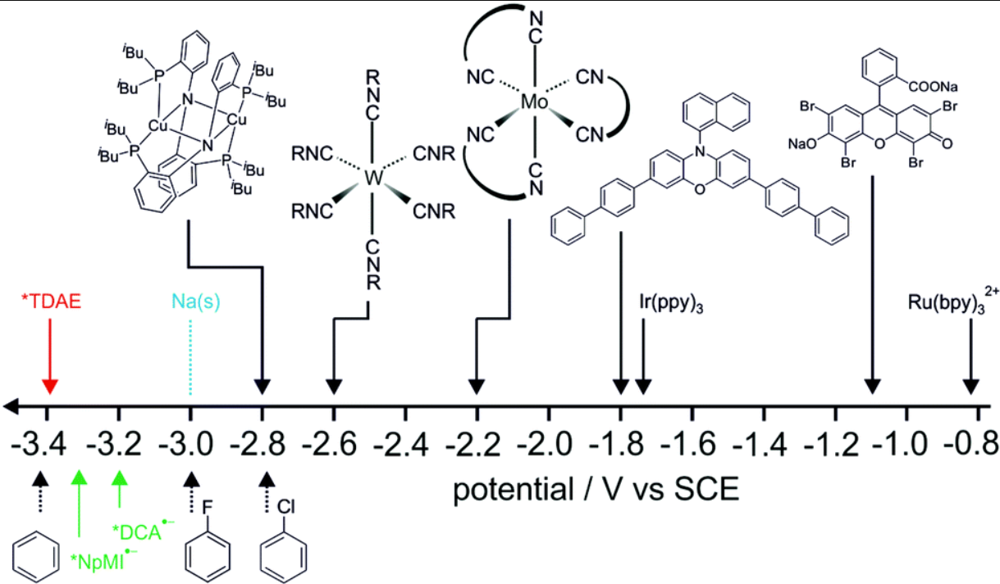 iBu
iBu
P
N
P
iBu
iBu
Cu
Cu
iBu
iBu
P
N
P
iBu
iBu
R
N
C
RNC
CNR
W
RNC
CNR
C
N
R
N
C
NC
CN
Mo
NC
CN
C
N
N
O
COONa
Br
Br
NaO
O
O
Br
Br
*TDAE
Na(s)
Ir(ppy)3
Ru(bpy)3 2+
-3.4 -3.2 -3.0 -2.8 -2.6 -2.4 -2.2 -2.0 -1.8 -1.6 -1.4 -1.2 -1.0 -0.8
potential / V vs SCE
F
Cl
*DCA•−
*NpMI•−